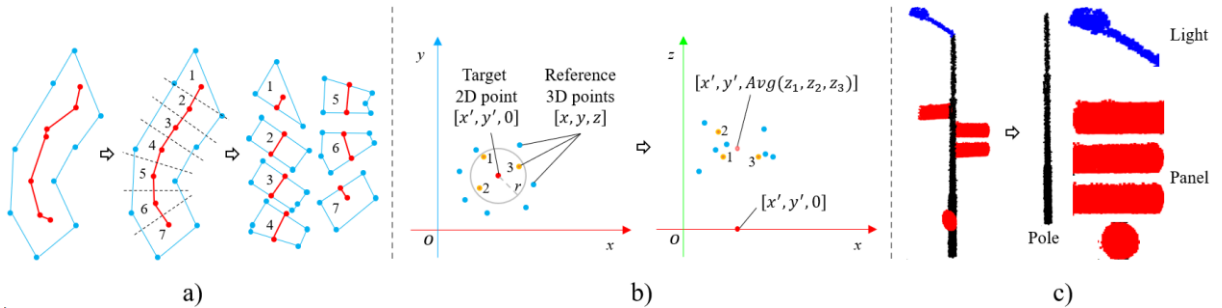 1
2
3
4
5
6
7
1
2
3
4
5
6
7
a)
y
Target
2D point
[x′, y′, 0]
Reference
3D points
[x, y, z]
1
2
3
r
O
x
z
[x′, y′, Avg(z₁, z₂, z₃)]
2
1
3
[x′, y′, 0]
O
x
b)
Light
Panel
Pole
c)